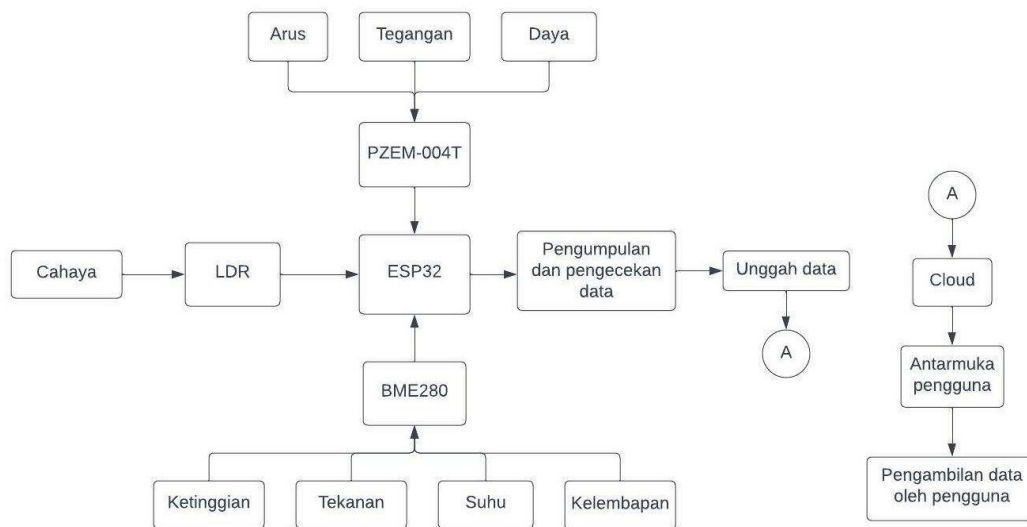 Arus
Tegangan
Daya
PZEM-004T
Cahaya
LDR
ESP32
Pengumpulan
dan pengecekan
data
Unggah data
A
BME280
Ketinggian
Tekanan
Suhu
Kelembapan
A
Cloud
Antarmuka
pengguna
Pengambilan data
oleh pengguna